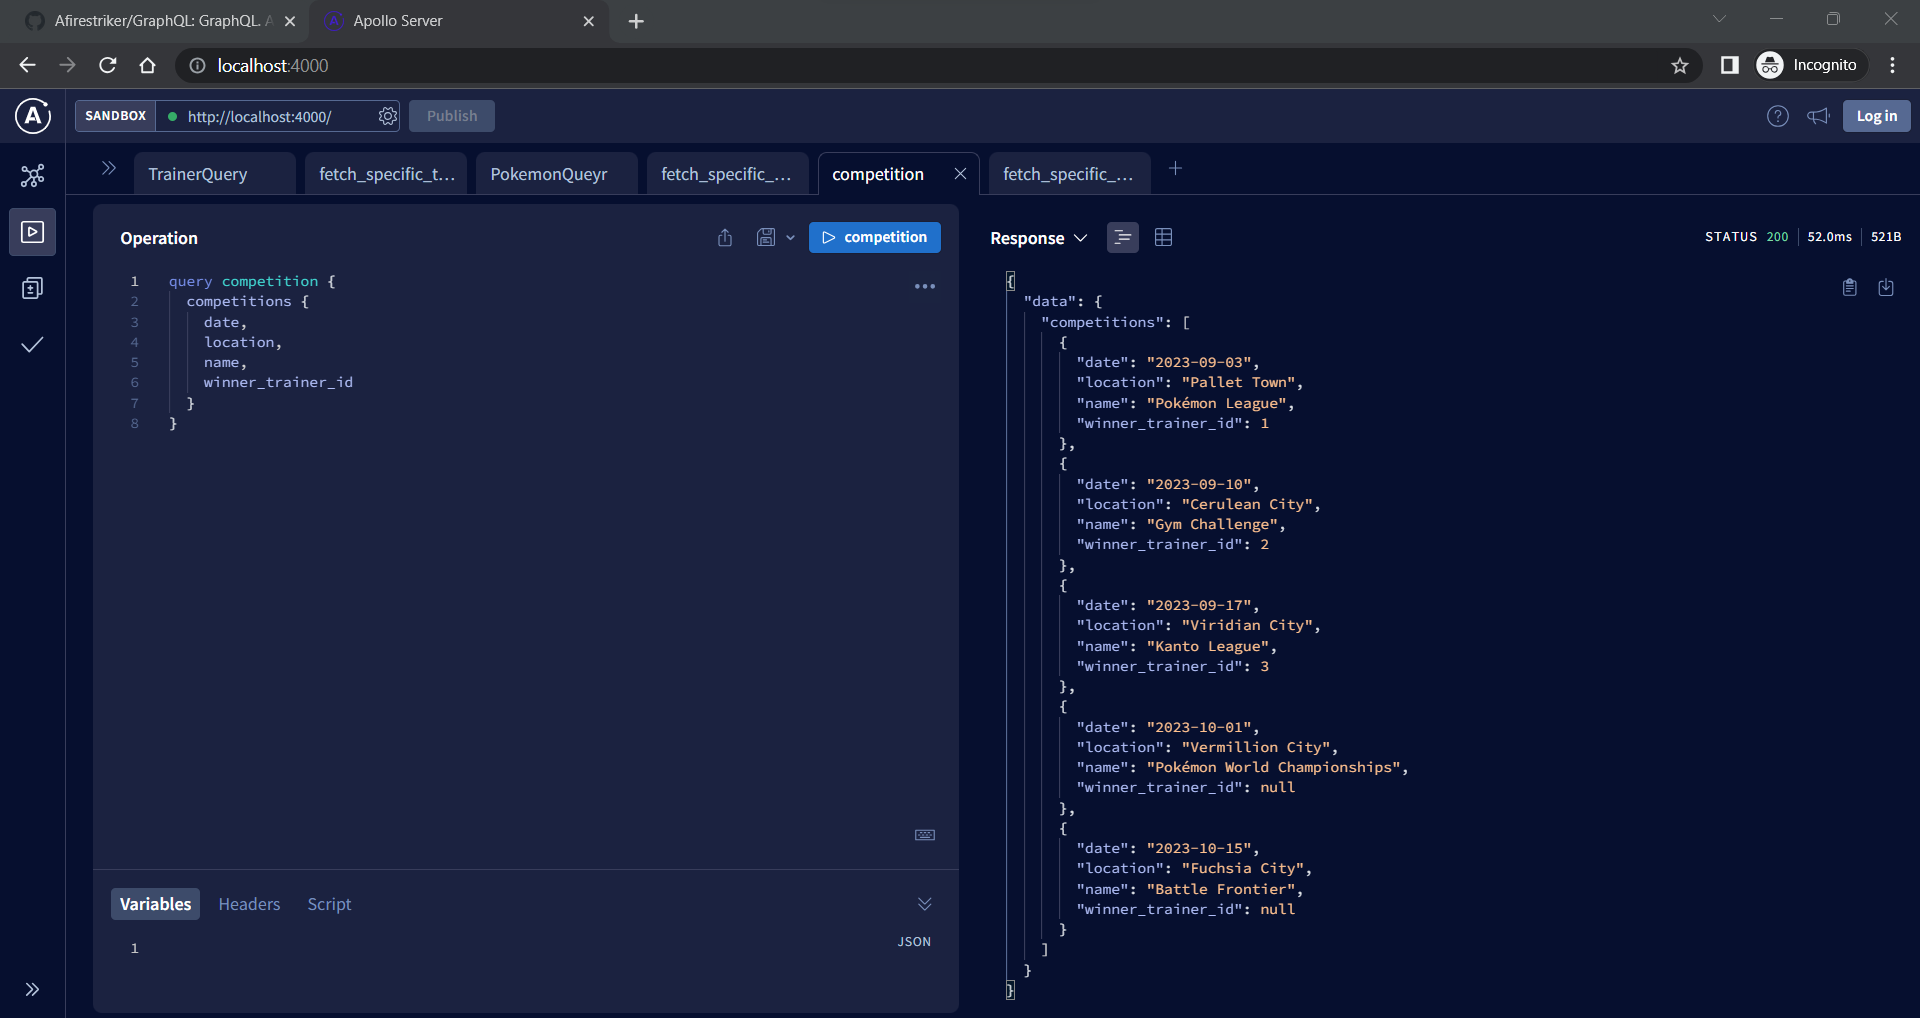 Afirestriker/GraphQL: GraphQL. A
Apollo Server
localhost:4000
Incognito
SANDBOX
http://localhost:4000/
Publish
Log in
TrainerQuery
fetch_specific_t...
PokemonQueyr
fetch_specific_...
competition
fetch_specific_...
Operation
competition
1 query competition {
2 competitions {
3 date,
4 location,
5 name,
6 winner_trainer_id
7 }
8 }
Variables
Headers
Script
1
JSON
Response
STATUS 200
52.0ms
521B
{
"data": {
"competitions": [
{
"date": "2023-09-03",
"location": "Pallet Town",
"name": "Pokémon League",
"winner_trainer_id": 1
},
{
"date": "2023-09-10",
"location": "Cerulean City",
"name": "Gym Challenge",
"winner_trainer_id": 2
},
{
"date": "2023-09-17",
"location": "Viridian City",
"name": "Kanto League",
"winner_trainer_id": 3
},
{
"date": "2023-10-01",
"location": "Vermillion City",
"name": "Pokémon World Championships",
"winner_trainer_id": null
},
{
"date": "2023-10-15",
"location": "Fuchsia City",
"name": "Battle Frontier",
"winner_trainer_id": null
}
]
}
}